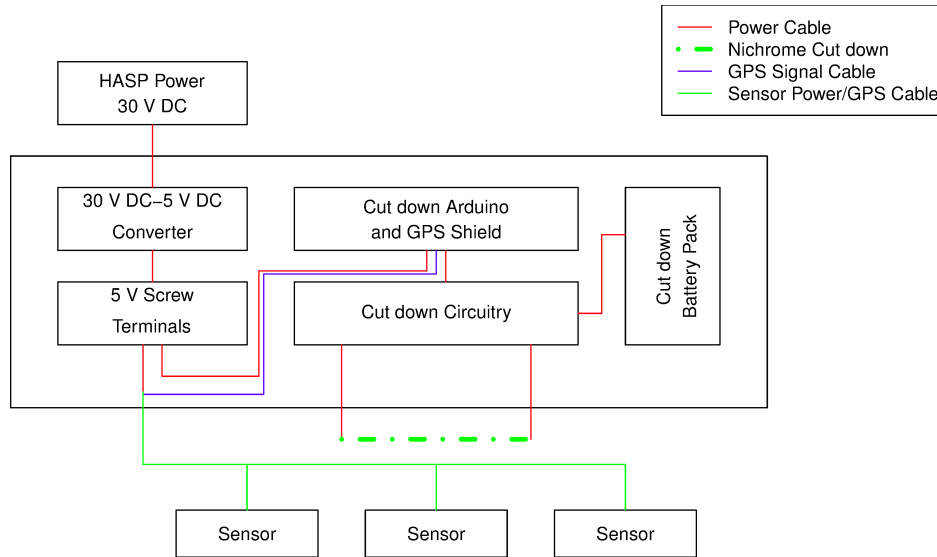 Power Cable
Nichrome Cut down
GPS Signal Cable
Sensor Power/GPS Cable
HASP Power
30 V DC
30 V DC−5 V DC
Converter
Cut down Arduino
and GPS Shield
Cut down
Battery Pack
5 V Screw
Terminals
Cut down Circuitry
Sensor
Sensor
Sensor